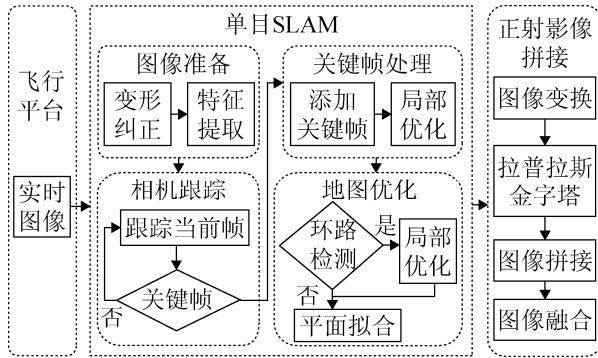 飞行
平台
实时
图像
单目SLAM
图像准备
变形
纠正
特征
提取
相机跟踪
跟踪当前帧
关键帧
否
关键帧处理
添加
关键帧
局部
优化
地图优化
环路
检测
是
局部
优化
否
平面拟合
正射影像
拼接
图像变换
拉普拉斯
金字塔
图像拼接
图像融合